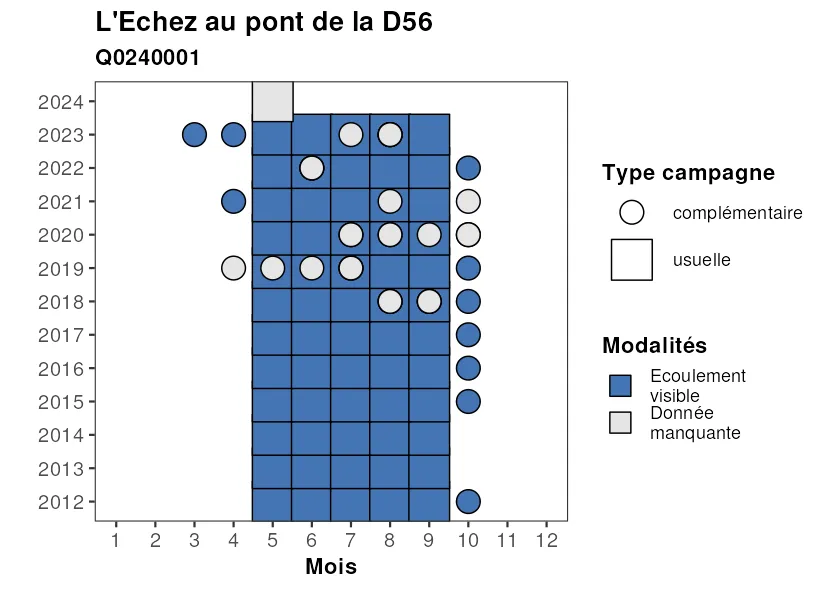 L'Echez au pont de la D56
Q0240001
2024
2023
2022
2021
2020
2019
2018
2017
2016
2015
2014
2013
2012
1 2 3 4 5 6 7 8 9 10 11 12
Mois
Type campagne
complémentaire
usuelle
Modalités
Ecoulement
visible
Donnée
manquante